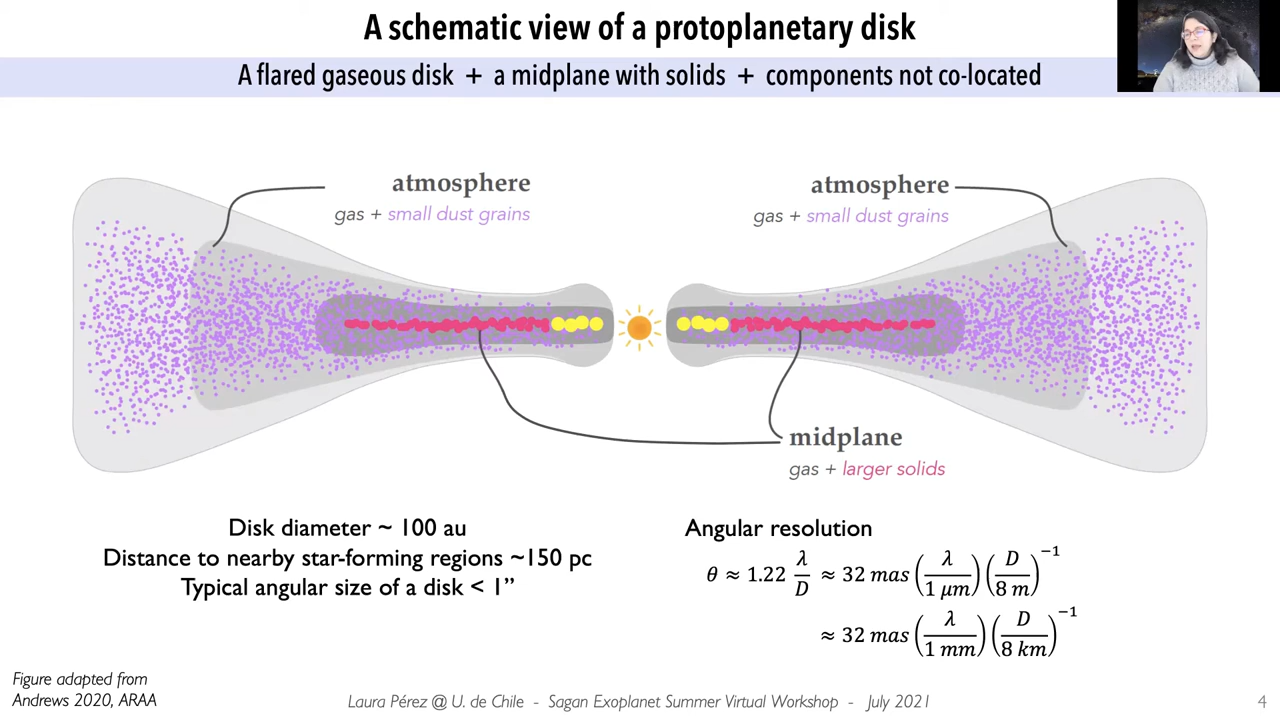 A schematic view of a protoplanetary disk
A flared gaseous disk + a midplane with solids + components not co-located
atmosphere
gas + small dust grains
atmosphere
gas + small dust grains
midplane
gas + larger solids
Disk diameter ~ 100 au
Distance to nearby star-forming regions ~150 pc
Typical angular size of a disk < 1”
Angular resolution
θ ≈ 1.22 λ/D ≈ 32 mas (λ/1 μm) (D/8 m)⁻¹
≈ 32 mas (λ/1 mm) (D/8 km)⁻¹
Figure adapted from
Andrews 2020, ARAA
Laura Pérez @ U. de Chile - Sagan Exoplanet Summer Virtual Workshop - July 2021
4